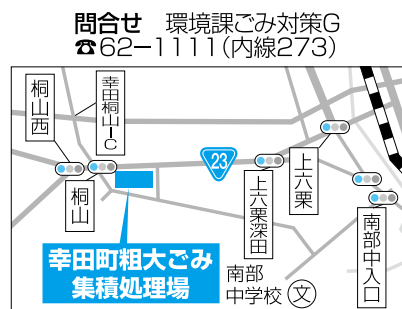 問合せ 環境課ごみ対策G
☎62−1111(内線273)
桐山西
幸田桐山IC
桐山
23
上六栗深田
上六栗
南部中入口
幸田町粗大ごみ
集積処理場
南部
中学校 文